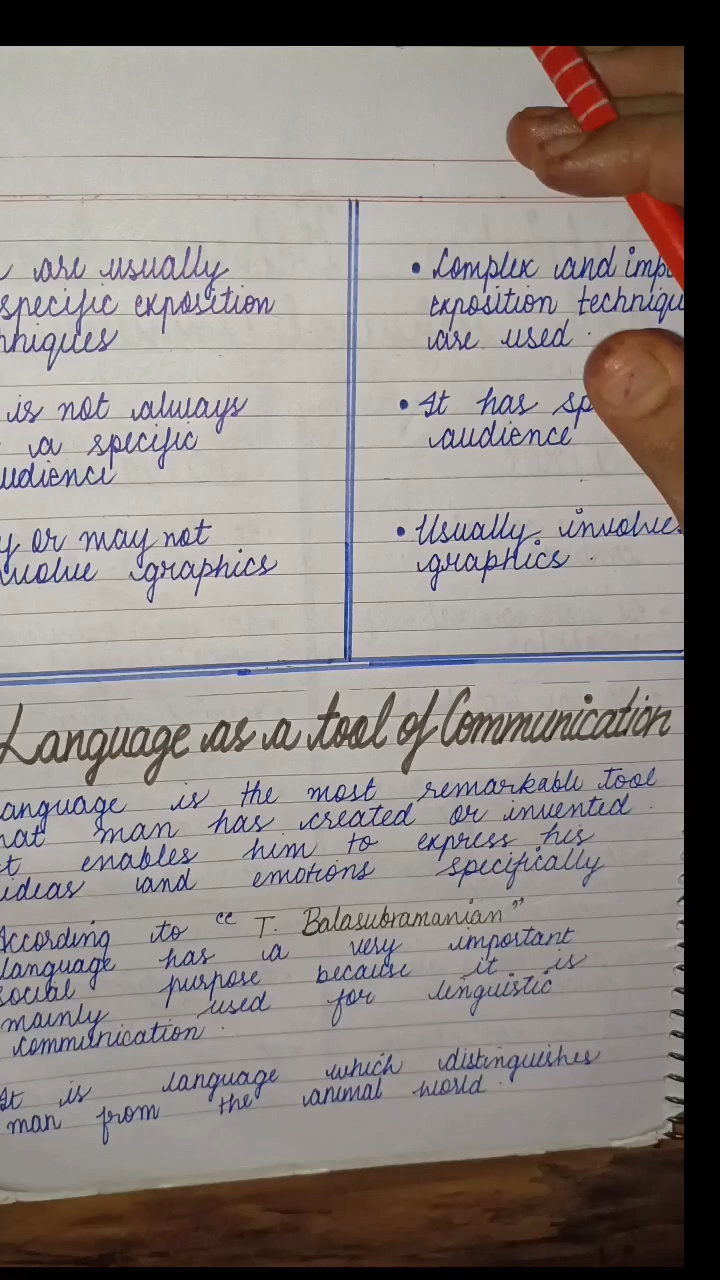 are usually
specific exposition
hniques
is not always
a specific
udience
y or may not
nvolve graphics
• Complex and imp
exposition techniqu
are used.
• It has sp
audience
• Usually involve
graphics.
Language as a tool of Communication
anguage is the most remarkable tool
hat man has created or invented.
t enables him to express his
ideas and emotions specifically
According to "T. Balasubramanian"
language has a very important
social purpose because it is
mainly used for linguistic
communication.
It is language which distinguishes
man from the animal world.